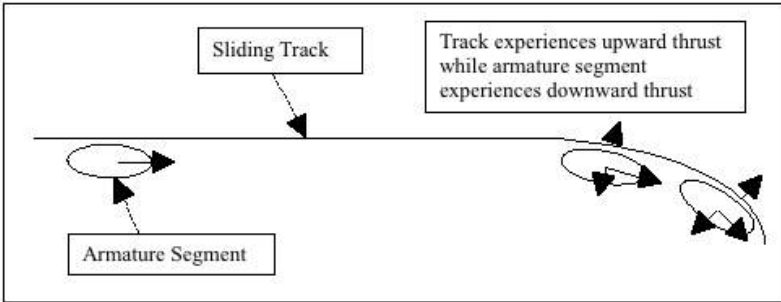 Sliding Track
Track experiences upward thrust
while armature segment
experiences downward thrust
Armature Segment